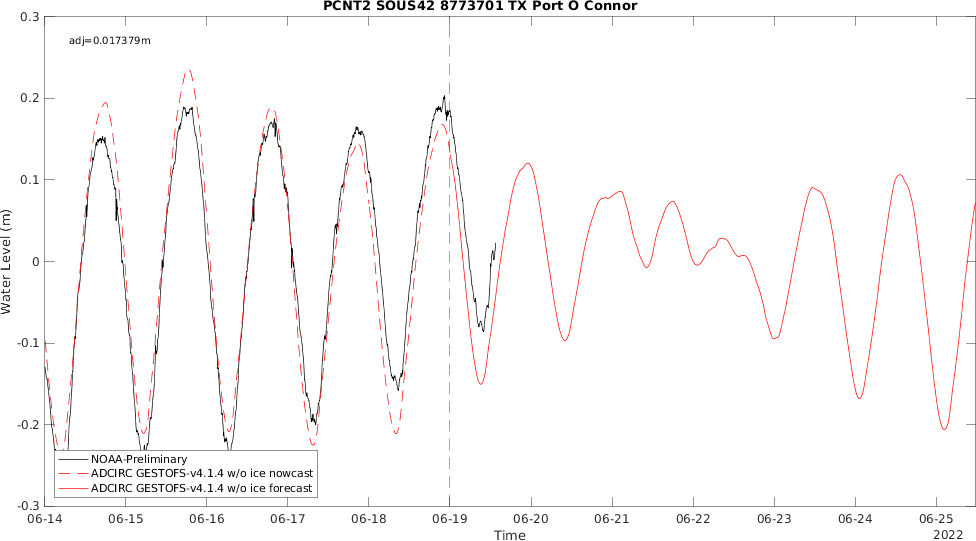 PCNT2 SOUS42 8773701 TX Port O Connor
adj=0.017379m
Water Level (m)
0.3
0.2
0.1
0
-0.1
-0.2
-0.3
NOAA-Preliminary
ADCIRC GESTOFS-v4.1.4 w/o ice nowcast
ADCIRC GESTOFS-v4.1.4 w/o ice forecast
06-14 06-15 06-16 06-17 06-18 06-19 06-20 06-21 06-22 06-23 06-24 06-25
Time
2022